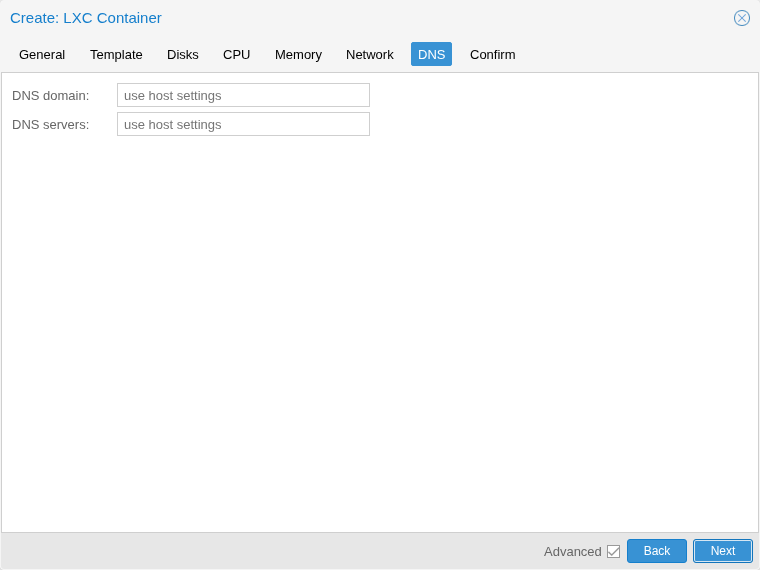 Create: LXC Container
General Template Disks CPU Memory Network DNS Confirm
DNS domain: use host settings
DNS servers: use host settings
Advanced Back Next